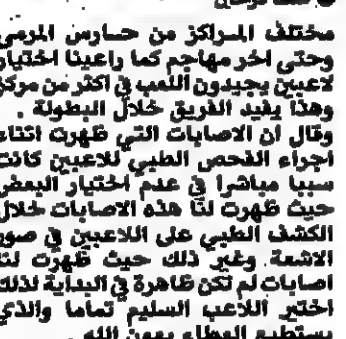 مختلف المراكز من حارس المرمى
وحتى اخر مهاجم كما راعينا اختيار
لاعبين يجيدون اللعب في اكثر من مركز
وهذا يفيد الفريق خلال البطولة .
وقال ان الاصابات التي ظهرت اثناء
اجراء الفحص الطبي للاعبين كانت
سببا مباشرا في عدم اختيار البعض
حيث ظهرت لنا هذه الاصابات خلال
الكشف الطبي على اللاعبين في صور
الاشعة وغير ذلك حيث ظهرت لنا
اصابات لم تكن ظاهرة في البداية لذلك
اختير اللاعب السليم تماما والذي
يستطيع العطاء بعون الله .